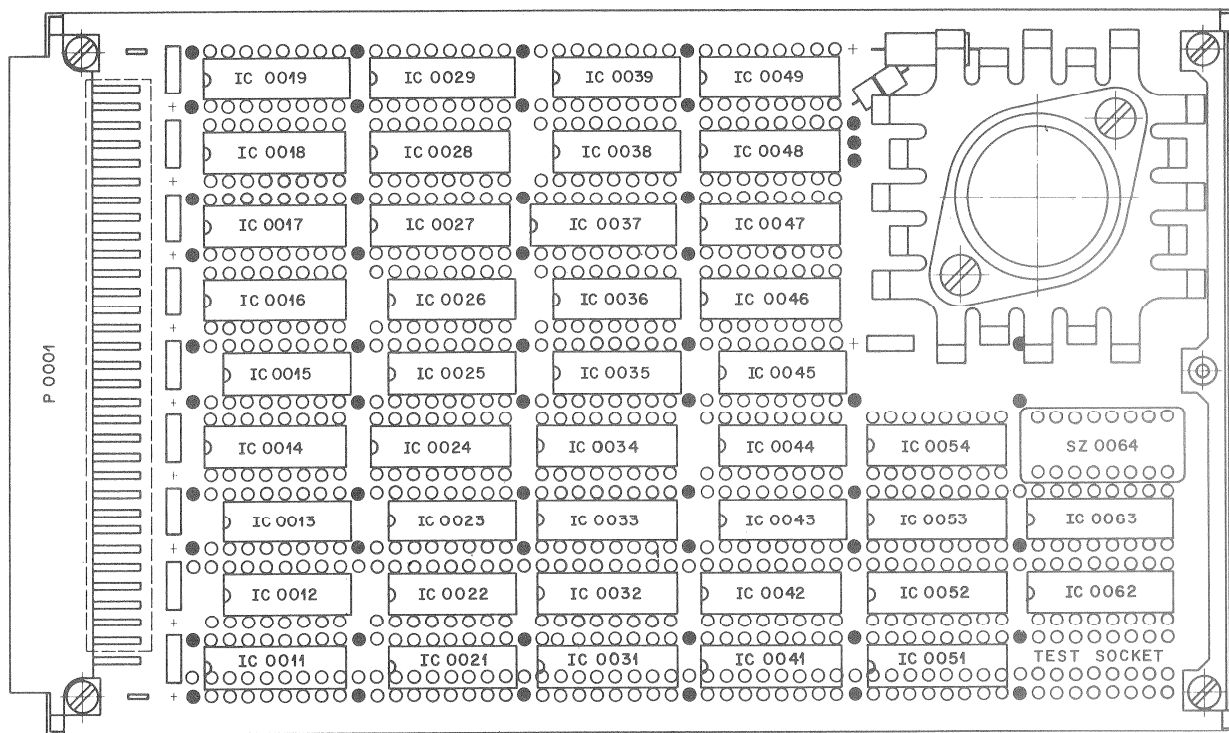 IC 0019 IC 0029 IC 0039 IC 0049
IC 0018 IC 0028 IC 0038 IC 0048
IC 0017 IC 0027 IC 0037 IC 0047
IC 0016 IC 0026 IC 0036 IC 0046
P 0001
IC 0015 IC 0025 IC 0035 IC 0045
IC 0014 IC 0024 IC 0034 IC 0044 IC 0054 SZ 0064
IC 0013 IC 0023 IC 0033 IC 0043 IC 0053 IC 0063
IC 0012 IC 0022 IC 0032 IC 0042 IC 0052 IC 0062
IC 0011 IC 0021 IC 0031 IC 0041 IC 0051 TEST SOCKET